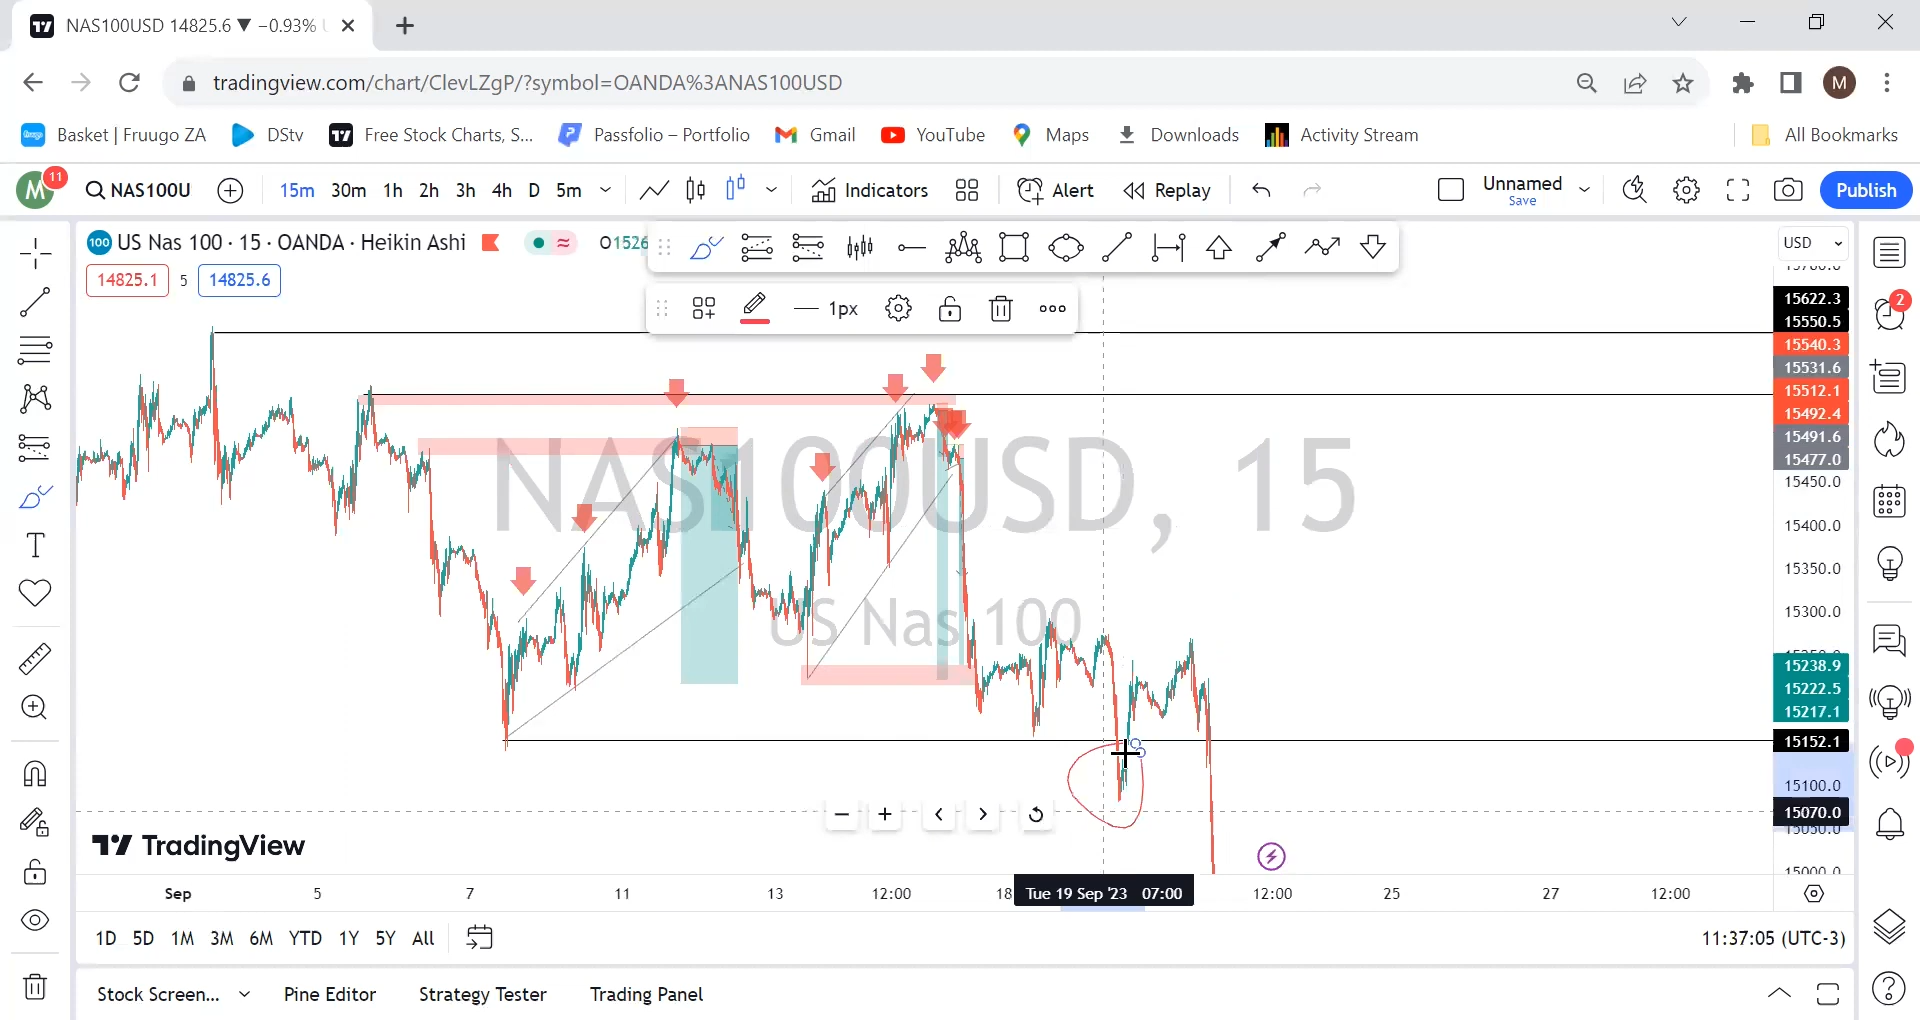 NAS100USD 14825.6 ▼ −0.93%
tradingview.com/chart/ClevLZgP/?symbol=OANDA%3ANAS100USD
M
Basket | Fruugo ZA
DStv
Free Stock Charts, S...
Passfolio – Portfolio
Gmail
YouTube
Maps
Downloads
Activity Stream
All Bookmarks
M
11
NAS100U
15m 30m 1h 2h 3h 4h D 5m
Indicators
Alert
Replay
Unnamed
Save
Publish
100 US Nas 100 · 15 · OANDA · Heikin Ashi
O1526
USD
14825.1 5 14825.6
1px
2
NAS100USD, 15
US Nas 100
15622.3
15550.5
15540.3
15531.6
15512.1
15492.4
15491.6
15477.0
15450.0
15400.0
15350.0
15300.0
15238.9
15222.5
15217.1
15152.1
15100.0
15070.0
15000.0
TradingView
Sep 5 7 11 13 12:00 18 Tue 19 Sep '23 07:00 12:00 25 27 12:00
1D 5D 1M 3M 6M YTD 1Y 5Y All
11:37:05 (UTC-3)
Stock Screen...
Pine Editor
Strategy Tester
Trading Panel